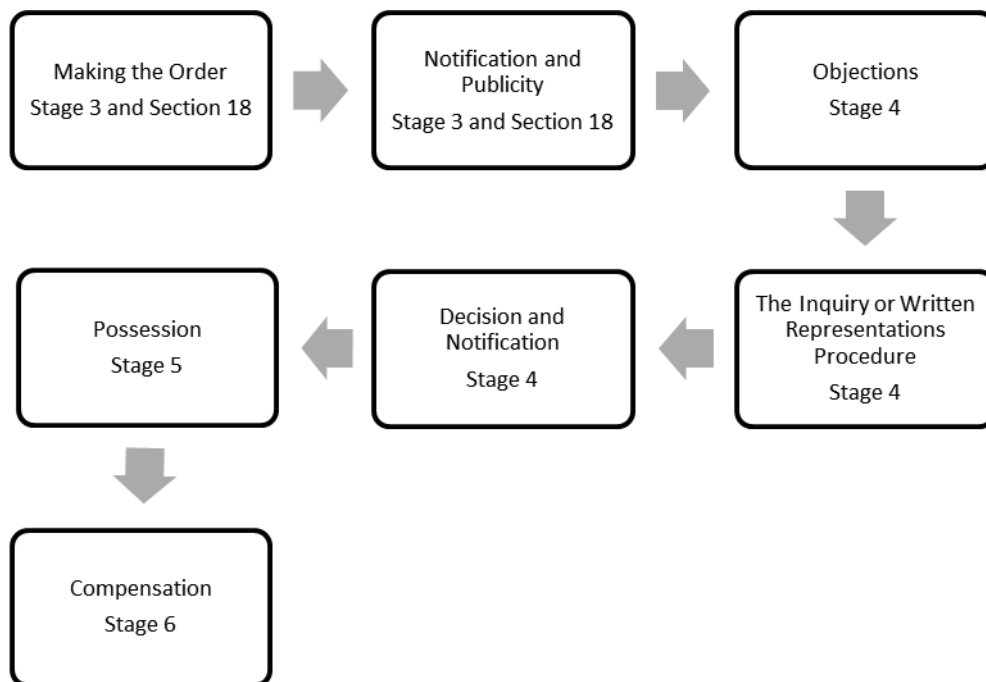 Making the Order
Stage 3 and Section 18
Notification and
Publicity
Stage 3 and Section 18
Objections
Stage 4
The Inquiry or Written
Representations
Procedure
Stage 4
Decision and
Notification
Stage 4
Possession
Stage 5
Compensation
Stage 6